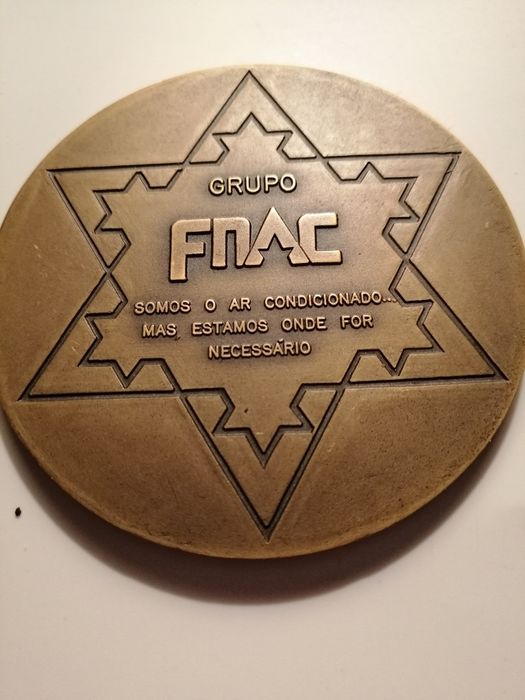 GRUPO
FNAC
SOMOS O AR CONDICIONADO...
MAS ESTAMOS ONDE FOR
NECESSÁRIO